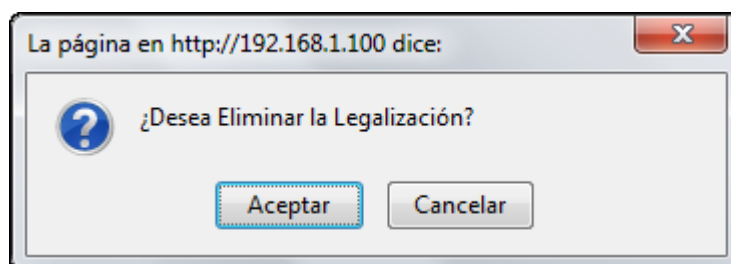 La página en http://192.168.1.100 dice:
¿Desea Eliminar la Legalización?
Aceptar Cancelar